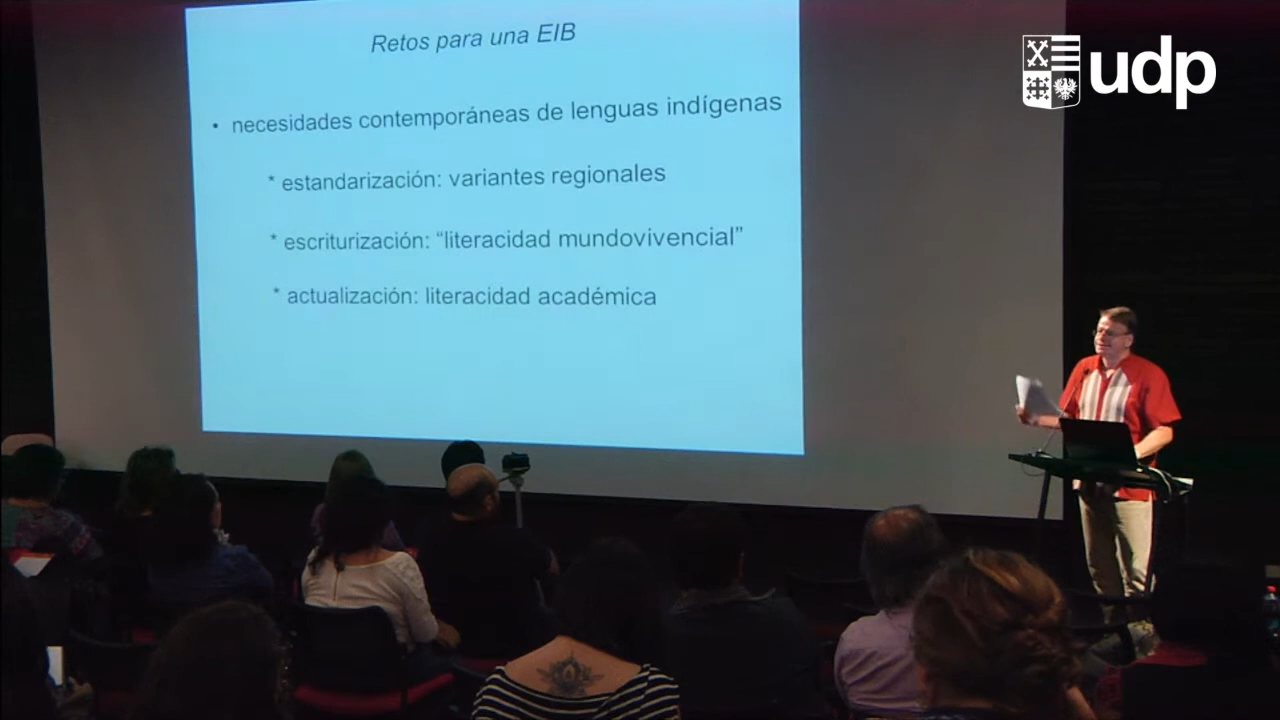 Retos para una EIB
• necesidades contemporáneas de lenguas indígenas
* estandarización: variantes regionales
* escriturización: “literacidad mundovivencial”
* actualización: literacidad académica
udp